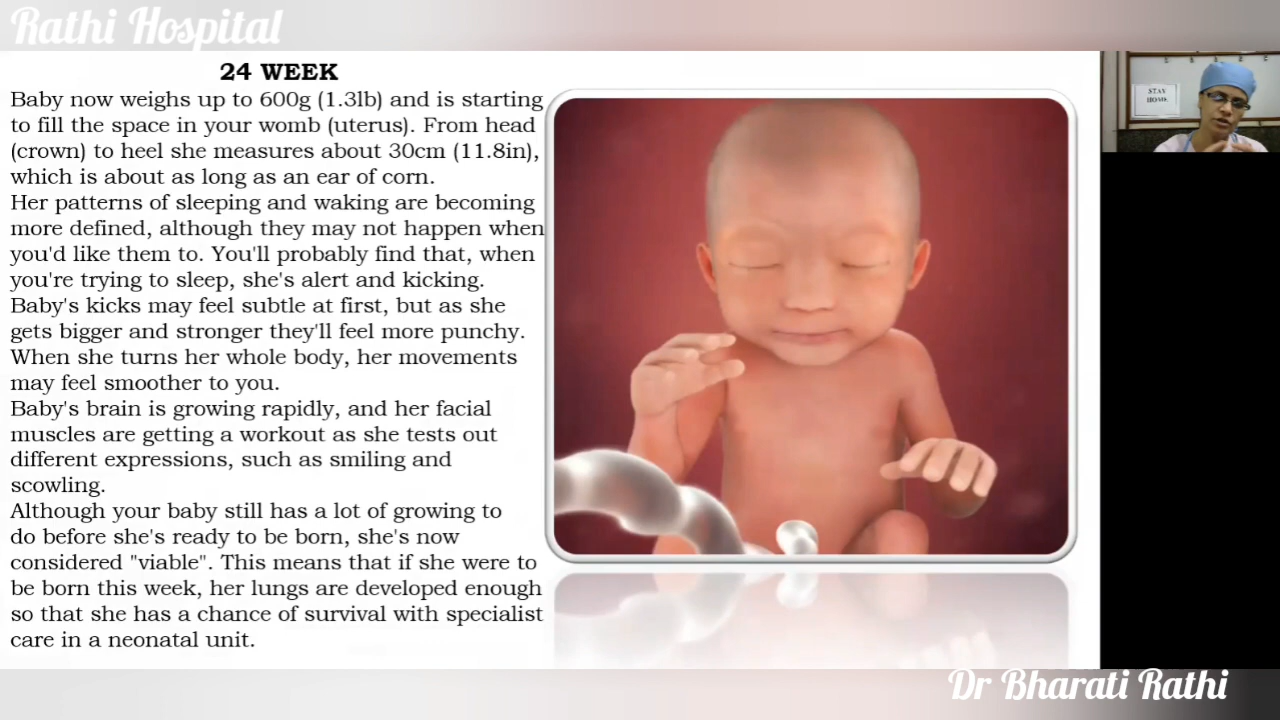 Rathi Hospital
24 WEEK
Baby now weighs up to 600g (1.3lb) and is starting
to fill the space in your womb (uterus). From head
(crown) to heel she measures about 30cm (11.8in),
which is about as long as an ear of corn.
Her patterns of sleeping and waking are becoming
more defined, although they may not happen when
you'd like them to. You'll probably find that, when
you're trying to sleep, she's alert and kicking.
Baby's kicks may feel subtle at first, but as she
gets bigger and stronger they'll feel more punchy.
When she turns her whole body, her movements
may feel smoother to you.
Baby's brain is growing rapidly, and her facial
muscles are getting a workout as she tests out
different expressions, such as smiling and
scowling.
Although your baby still has a lot of growing to
do before she's ready to be born, she's now
considered "viable". This means that if she were to
be born this week, her lungs are developed enough
so that she has a chance of survival with specialist
care in a neonatal unit.
STAY
HOME
Dr Bharati Rathi